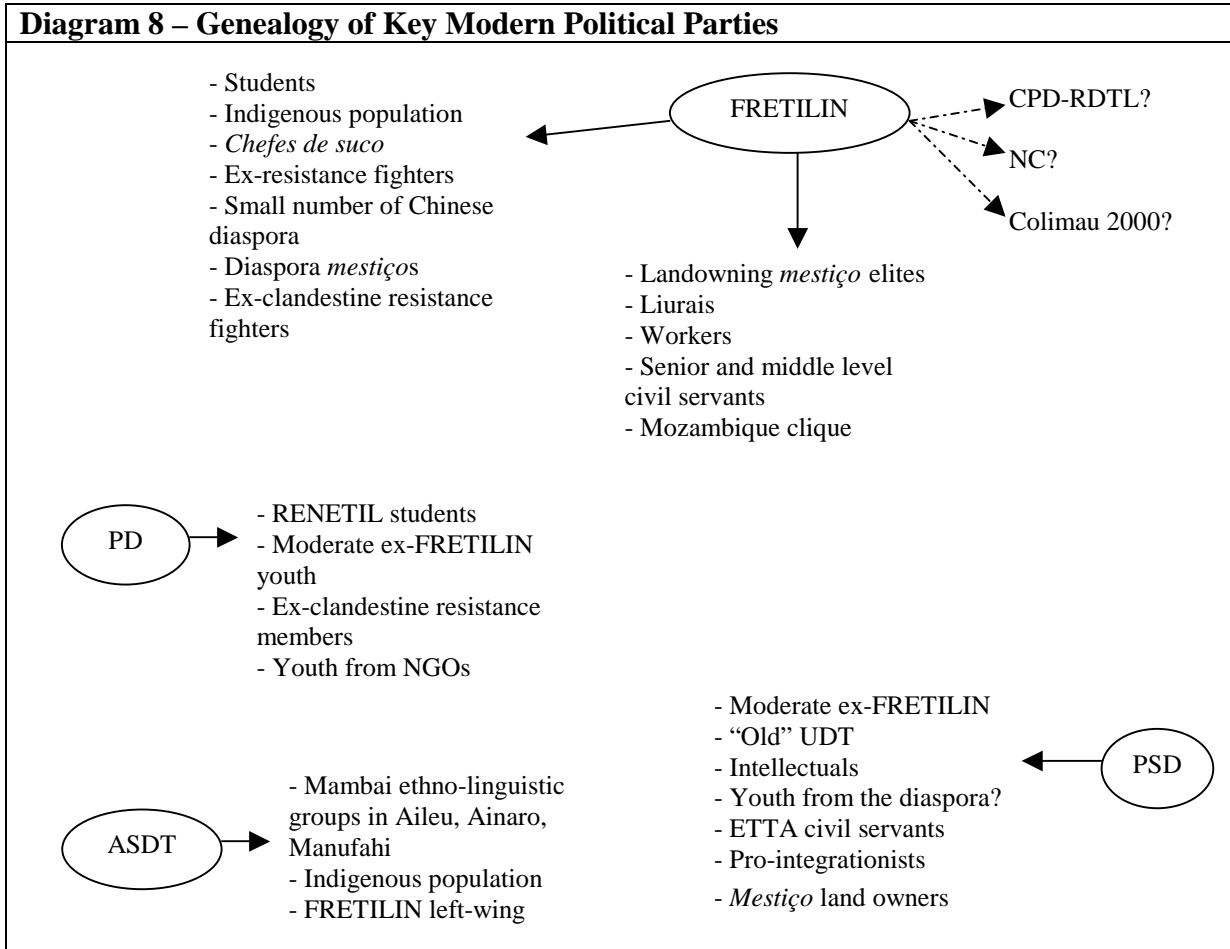 Diagram 8 – Genealogy of Key Modern Political Parties
- Students
- Indigenous population
- Chefes de suco
- Ex-resistance fighters
- Small number of Chinese
diaspora
- Diaspora mestiços
- Ex-clandestine resistance
fighters
FRETILIN
CPD-RDTL?
NC?
Colimau 2000?
- Landowning mestiço elites
- Liurais
- Workers
- Senior and middle level
civil servants
- Mozambique clique
PD
- RENETIL students
- Moderate ex-FRETILIN
youth
- Ex-clandestine resistance
members
- Youth from NGOs
- Moderate ex-FRETILIN
- “Old” UDT
- Intellectuals
- Youth from the diaspora?
- ETTA civil servants
- Pro-integrationists
- Mestiço land owners
PSD
ASDT
- Mambai ethno-linguistic
groups in Aileu, Ainaro,
Manufahi
- Indigenous population
- FRETILIN left-wing